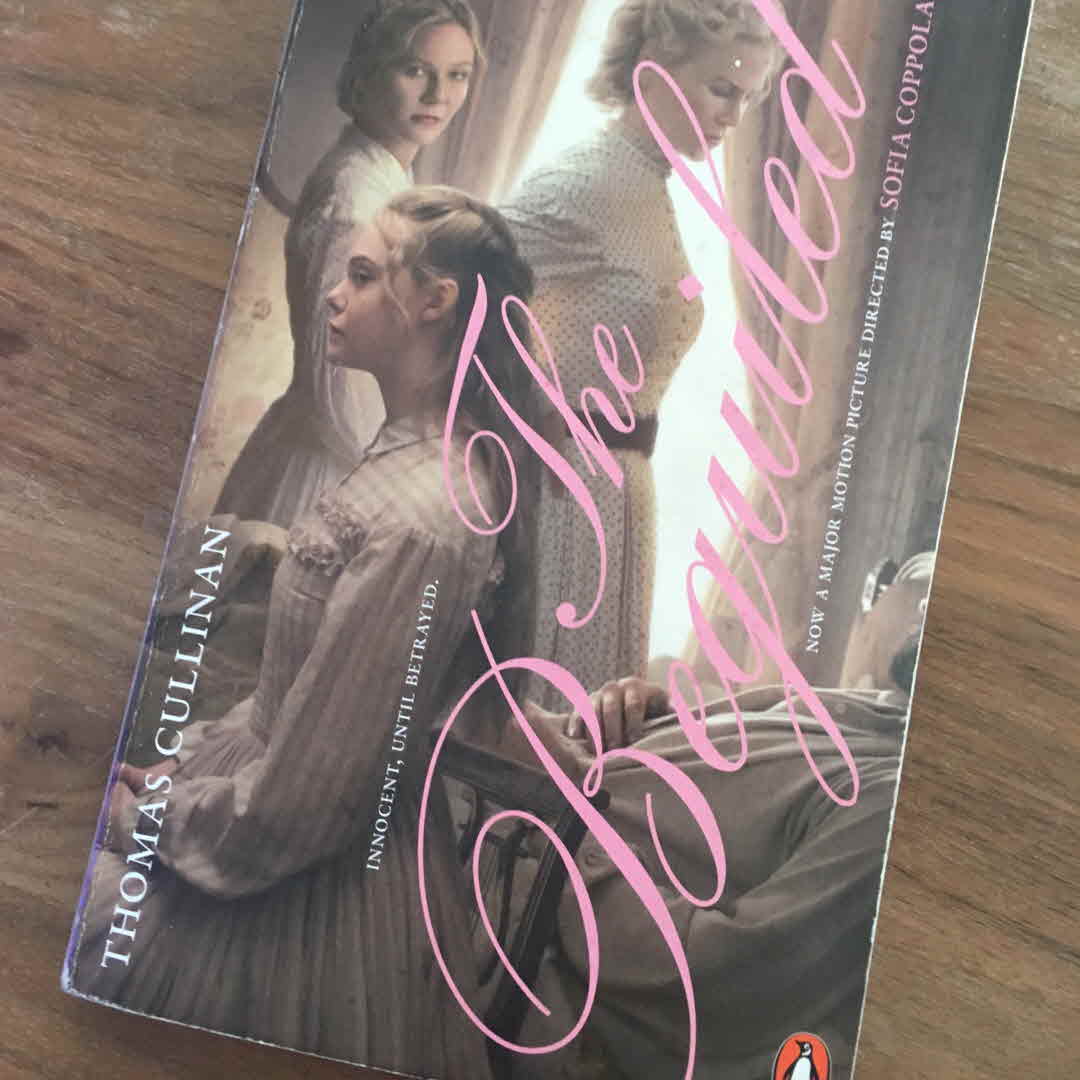 The
Beguiled
NOW A MAJOR MOTION PICTURE DIRECTED BY SOFIA COPPOLA
INNOCENT, UNTIL BETRAYED.
THOMAS CULLINAN